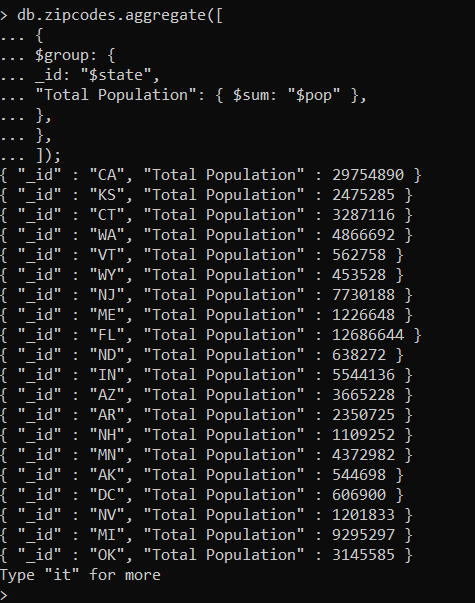 > db.zipcodes.aggregate([
... {
... $group: {
... _id: "$state",
... "Total Population": { $sum: "$pop" },
... },
... },
... ]);
{ "_id" : "CA", "Total Population" : 29754890 }
{ "_id" : "KS", "Total Population" : 2475285 }
{ "_id" : "CT", "Total Population" : 3287116 }
{ "_id" : "WA", "Total Population" : 4866692 }
{ "_id" : "VT", "Total Population" : 562758 }
{ "_id" : "WY", "Total Population" : 453528 }
{ "_id" : "NJ", "Total Population" : 7730188 }
{ "_id" : "ME", "Total Population" : 1226648 }
{ "_id" : "FL", "Total Population" : 12686644 }
{ "_id" : "ND", "Total Population" : 638272 }
{ "_id" : "IN", "Total Population" : 5544136 }
{ "_id" : "AZ", "Total Population" : 3665228 }
{ "_id" : "AR", "Total Population" : 2350725 }
{ "_id" : "NH", "Total Population" : 1109252 }
{ "_id" : "MN", "Total Population" : 4372982 }
{ "_id" : "AK", "Total Population" : 544698 }
{ "_id" : "DC", "Total Population" : 606900 }
{ "_id" : "NV", "Total Population" : 1201833 }
{ "_id" : "MI", "Total Population" : 9295297 }
{ "_id" : "OK", "Total Population" : 3145585 }
Type "it" for more
>